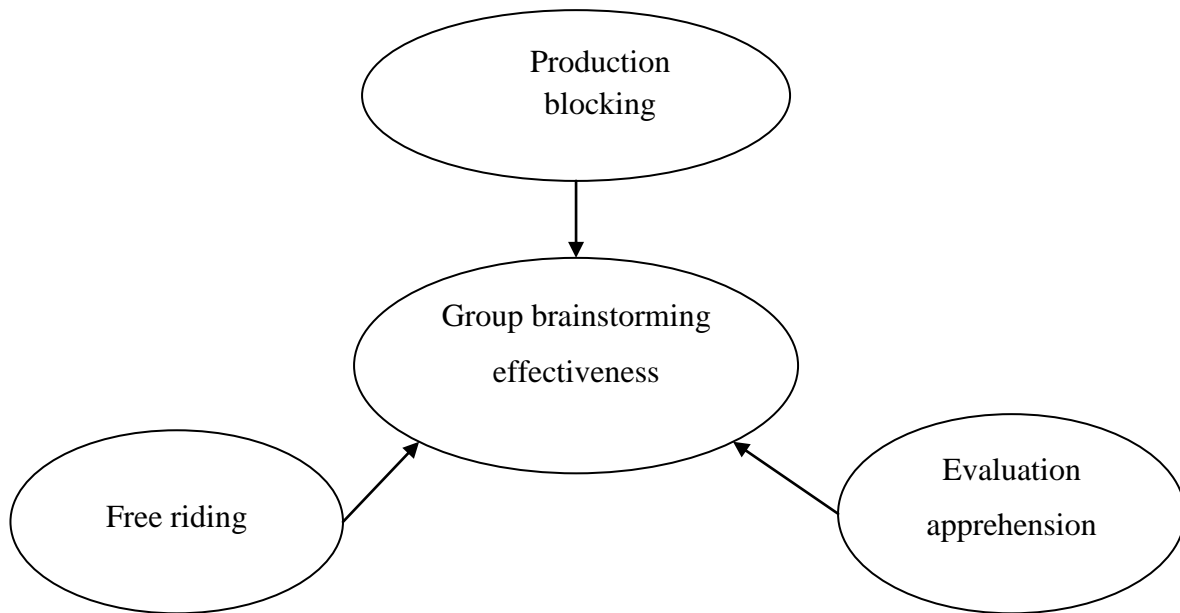 Production
blocking
Group brainstorming
effectiveness
Free riding
Evaluation
apprehension